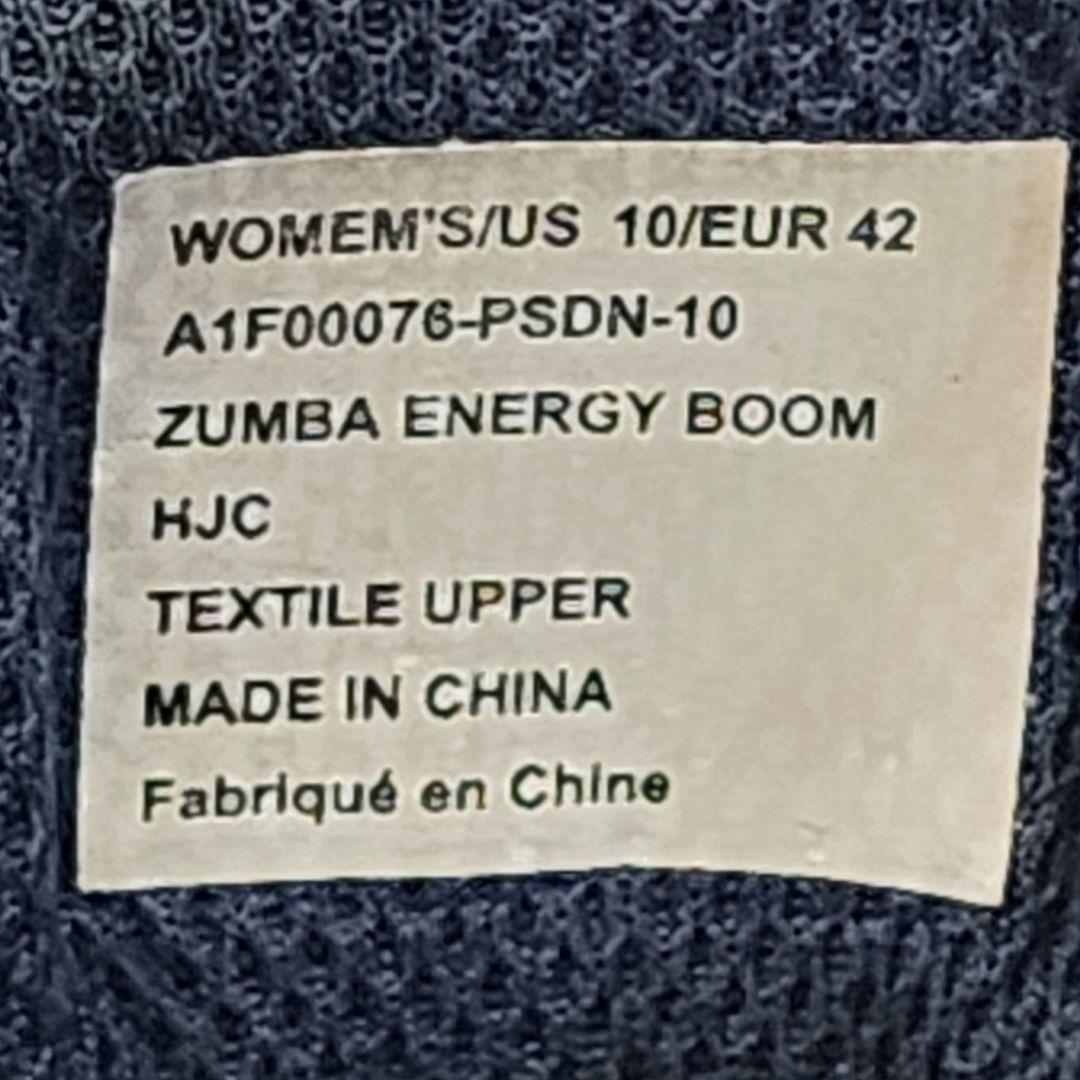 WOMEM'S/US 10/EUR 42
A1F00076-PSDN-10
ZUMBA ENERGY BOOM
HJC
TEXTILE UPPER
MADE IN CHINA
Fabriqué en Chine